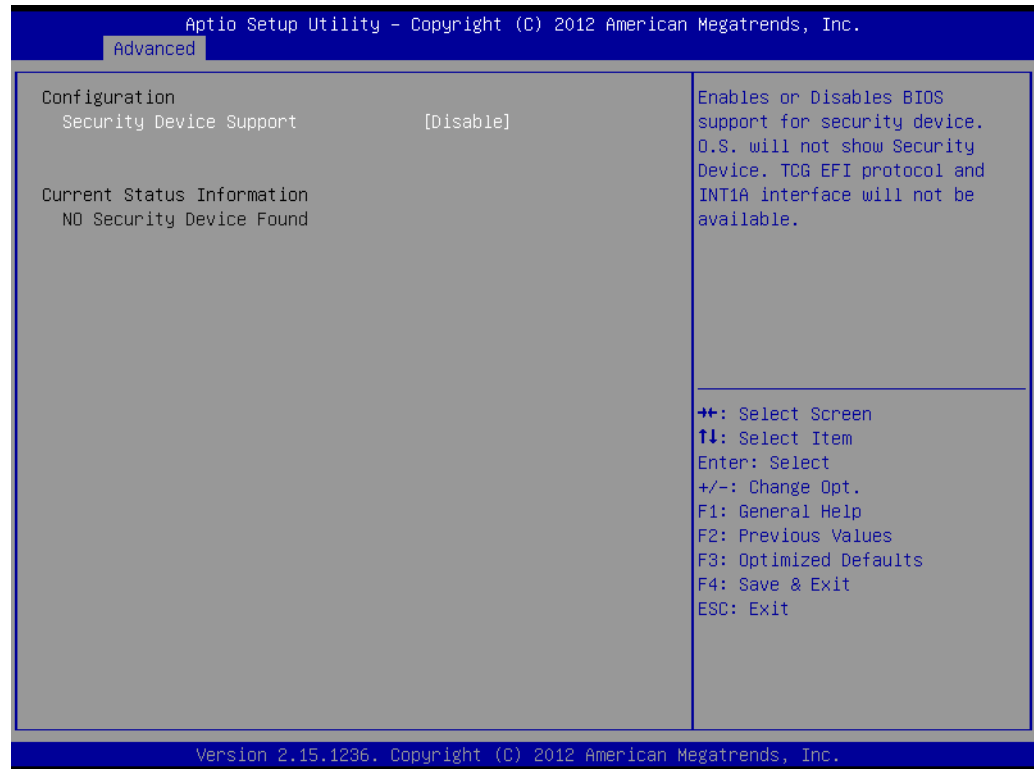 Aptio Setup Utility – Copyright (C) 2012 American Megatrends, Inc.
Advanced
Configuration
Security Device Support [Disable]
Current Status Information
NO Security Device Found
Enables or Disables BIOS
support for security device.
O.S. will not show Security
Device. TCG EFI protocol and
INT1A interface will not be
available.
→←: Select Screen
↑↓: Select Item
Enter: Select
+/-: Change Opt.
F1: General Help
F2: Previous Values
F3: Optimized Defaults
F4: Save & Exit
ESC: Exit
Version 2.15.1236. Copyright (C) 2012 American Megatrends, Inc.